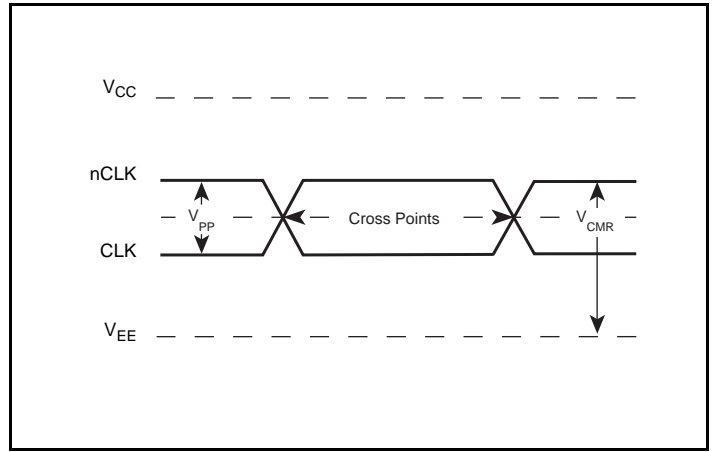 VCC
nCLK
VPP
Cross Points
VCMR
CLK
VEE